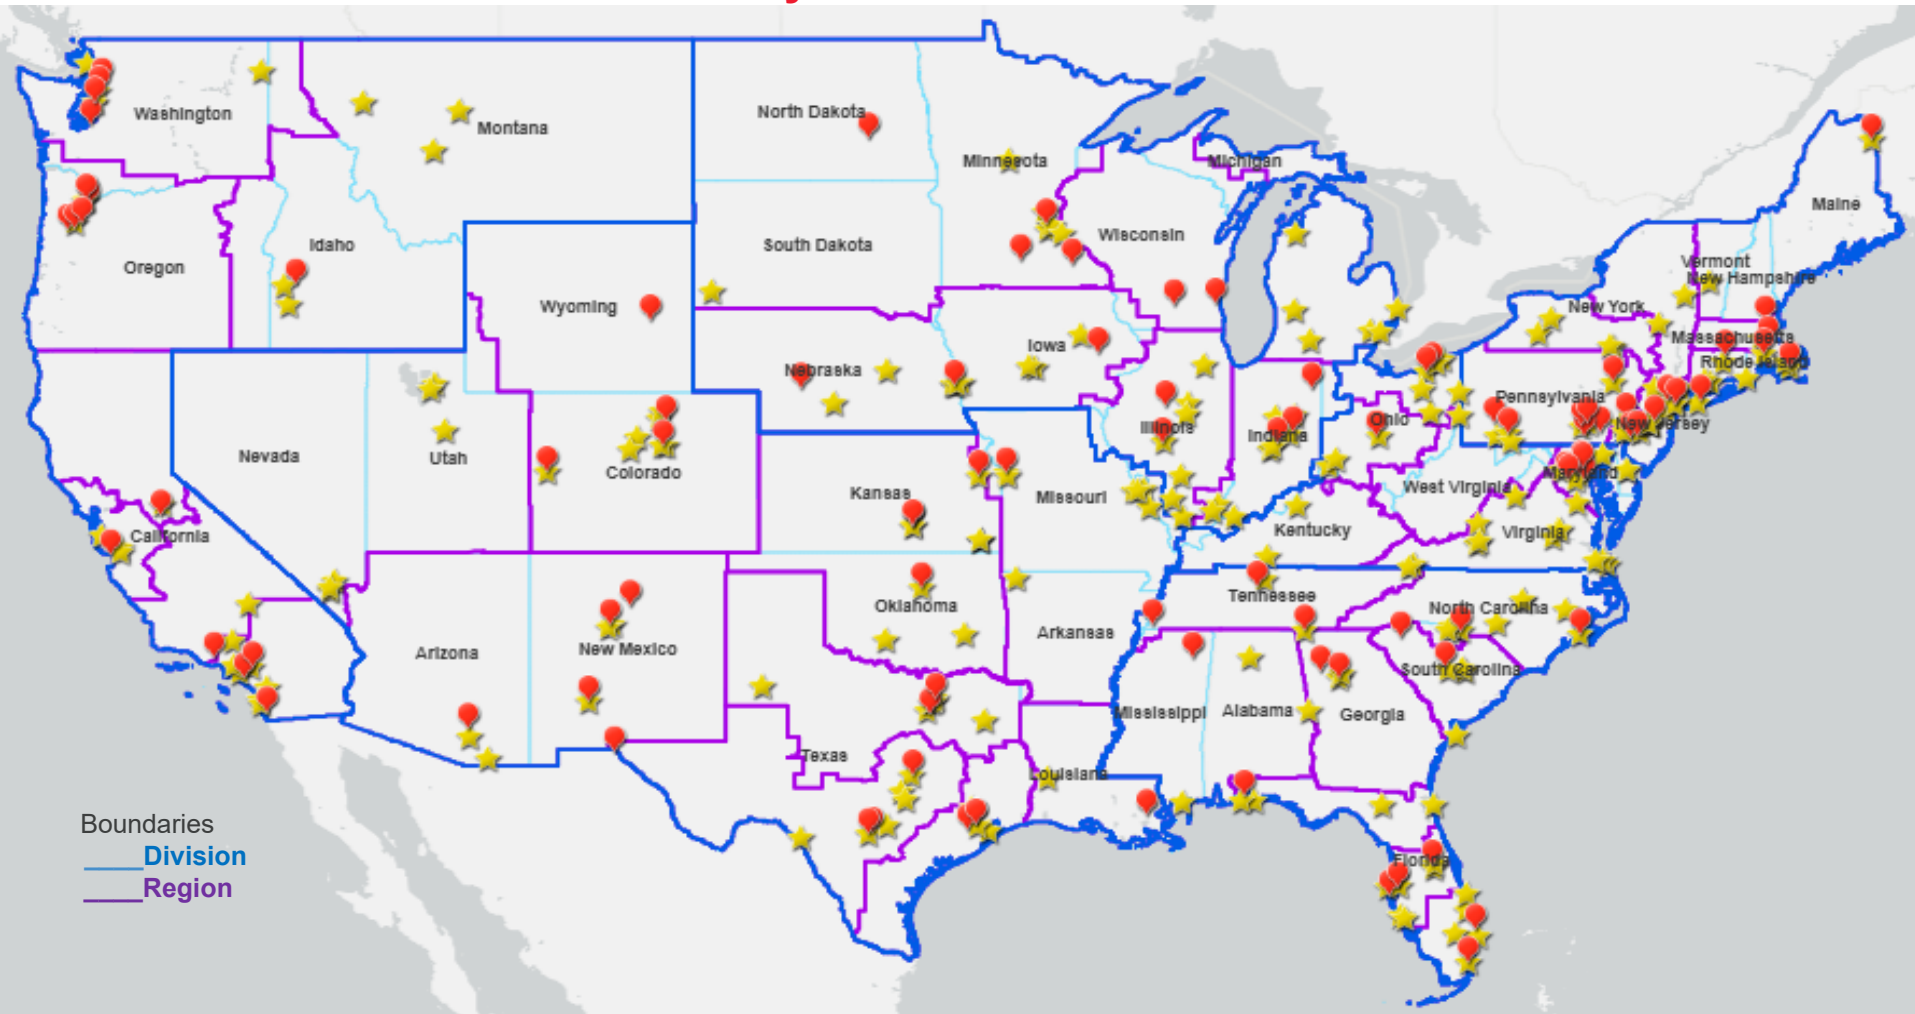 Washington
Montana
North Dakota
Minnesota
Michigan
Maine
Oregon
Idaho
South Dakota
Wisconsin
Vermont
New Hampshire
Wyoming
New York
Massachusetts
Rhode Island
Iowa
Nebraska
Pennsylvania
Ohio
New Jersey
Illinois
Indiana
Nevada
Utah
Colorado
Maryland
Kansas
Missouri
West Virginia
California
Kentucky
Virginia
Oklahoma
Tennessee
North Carolina
Arkansas
Arizona
New Mexico
South Carolina
Mississippi
Alabama
Georgia
Texas
Louisiana
Florida
Boundaries
Division
Region